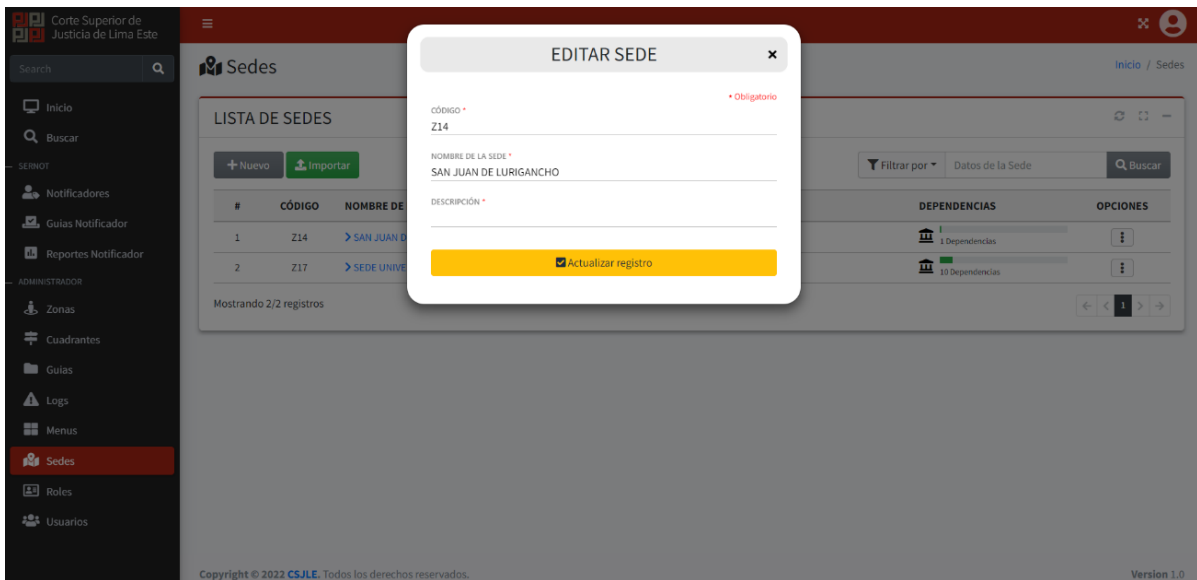 Corte Superior de
Justicia de Lima Este
Search
Inicio
Buscar
SERNOT
Notificadores
Guias Notificador
Reportes Notificador
ADMINISTRADOR
Zonas
Cuadrantes
Guias
Logs
Menus
Sedes
Roles
Usuarios
Sedes
Inicio / Sedes
LISTA DE SEDES
+ Nuevo
Importar
Filtrar por
Datos de la Sede
Buscar
# CÓDIGO NOMBRE DE DEPENDENCIAS OPCIONES
1 Z14 SAN JUAN D 1 Dependencias
2 Z17 SEDE UNIVE 10 Dependencias
Mostrando 2/2 registros
← < 1 > →
EDITAR SEDE ×
• Obligatorio
CÓDIGO *
Z14
NOMBRE DE LA SEDE *
SAN JUAN DE LURIGANCHO
DESCRIPCIÓN *
Actualizar registro
Copyright © 2022 CSJLE. Todos los derechos reservados.
Version 1.0